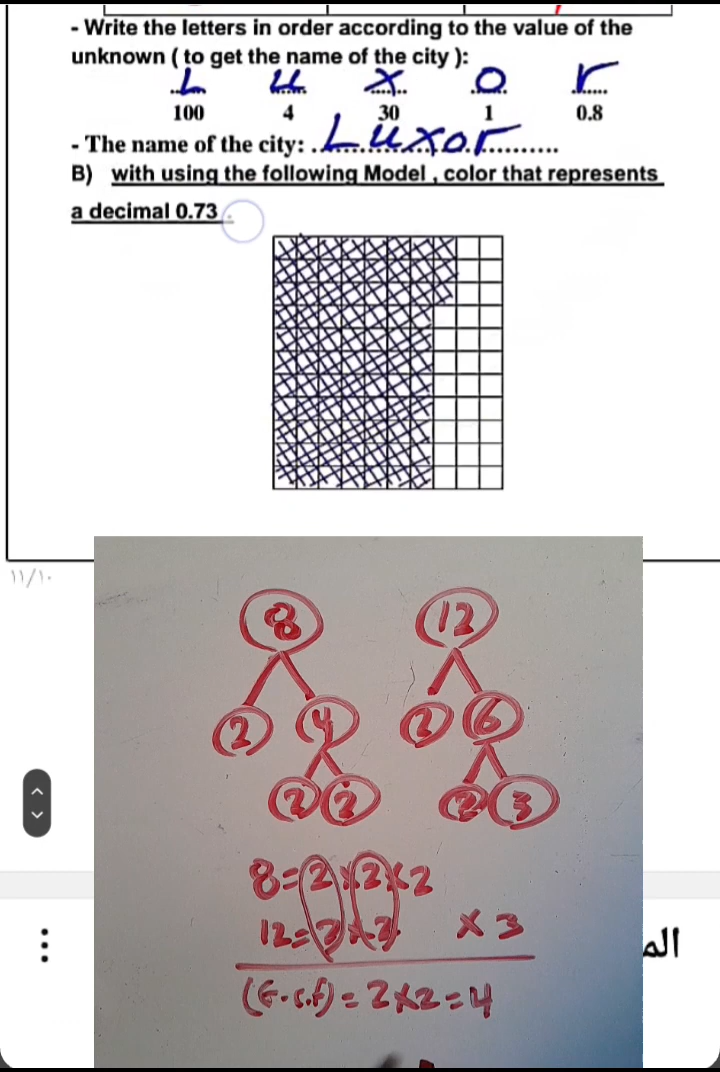 - Write the letters in order according to the value of the
unknown ( to get the name of the city ):
L u x o r
100 4 30 1 0.8
- The name of the city: ..Luxor..........
B) with using the following Model , color that represents
a decimal 0.73 .
١١/١٠
8 12
2 4 2 6
2 2 2 3
8=2×2×2
12=2×2 ×3
الم
(G.c.f)=2×2=4